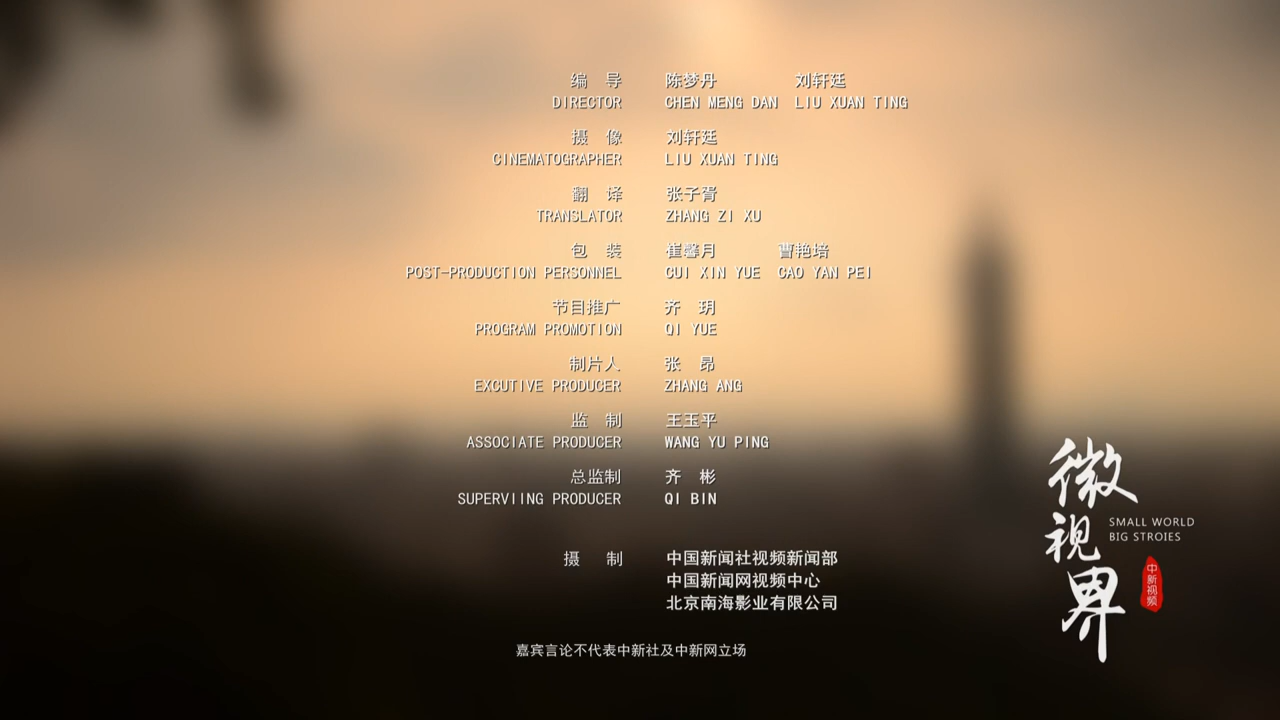 编 导 陈梦丹 刘轩廷
DIRECTOR CHEN MENG DAN LIU XUAN TING
摄 像 刘轩廷
CINEMATOGRAPHER LIU XUAN TING
翻 译 张子胥
TRANSLATOR ZHANG ZI XU
包 装 崔馨月 曹艳培
POST-PRODUCTION PERSONNEL CUI XIN YUE CAO YAN PEI
节目推广 齐 玥
PROGRAM PROMOTION QI YUE
制片人 张 昂
EXCUTIVE PRODUCER ZHANG ANG
监 制 王玉平
ASSOCIATE PRODUCER WANG YU PING
总监制 齐 彬
SUPERVIING PRODUCER QI BIN
摄 制 中国新闻社视频新闻部
中国新闻网视频中心
北京南海影业有限公司
嘉宾言论不代表中新社及中新网立场
微视界
SMALL WORLD
BIG STROIES
中新视频